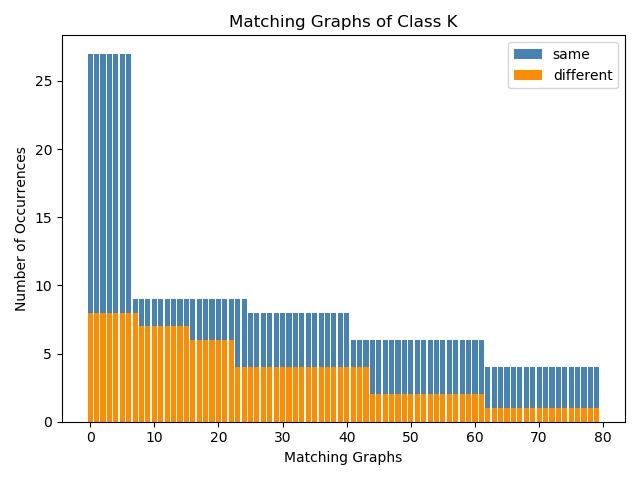 Matching Graphs of Class K
same
different
Number of Occurrences
25
20
15
10
5
0
0 10 20 30 40 50 60 70 80
Matching Graphs